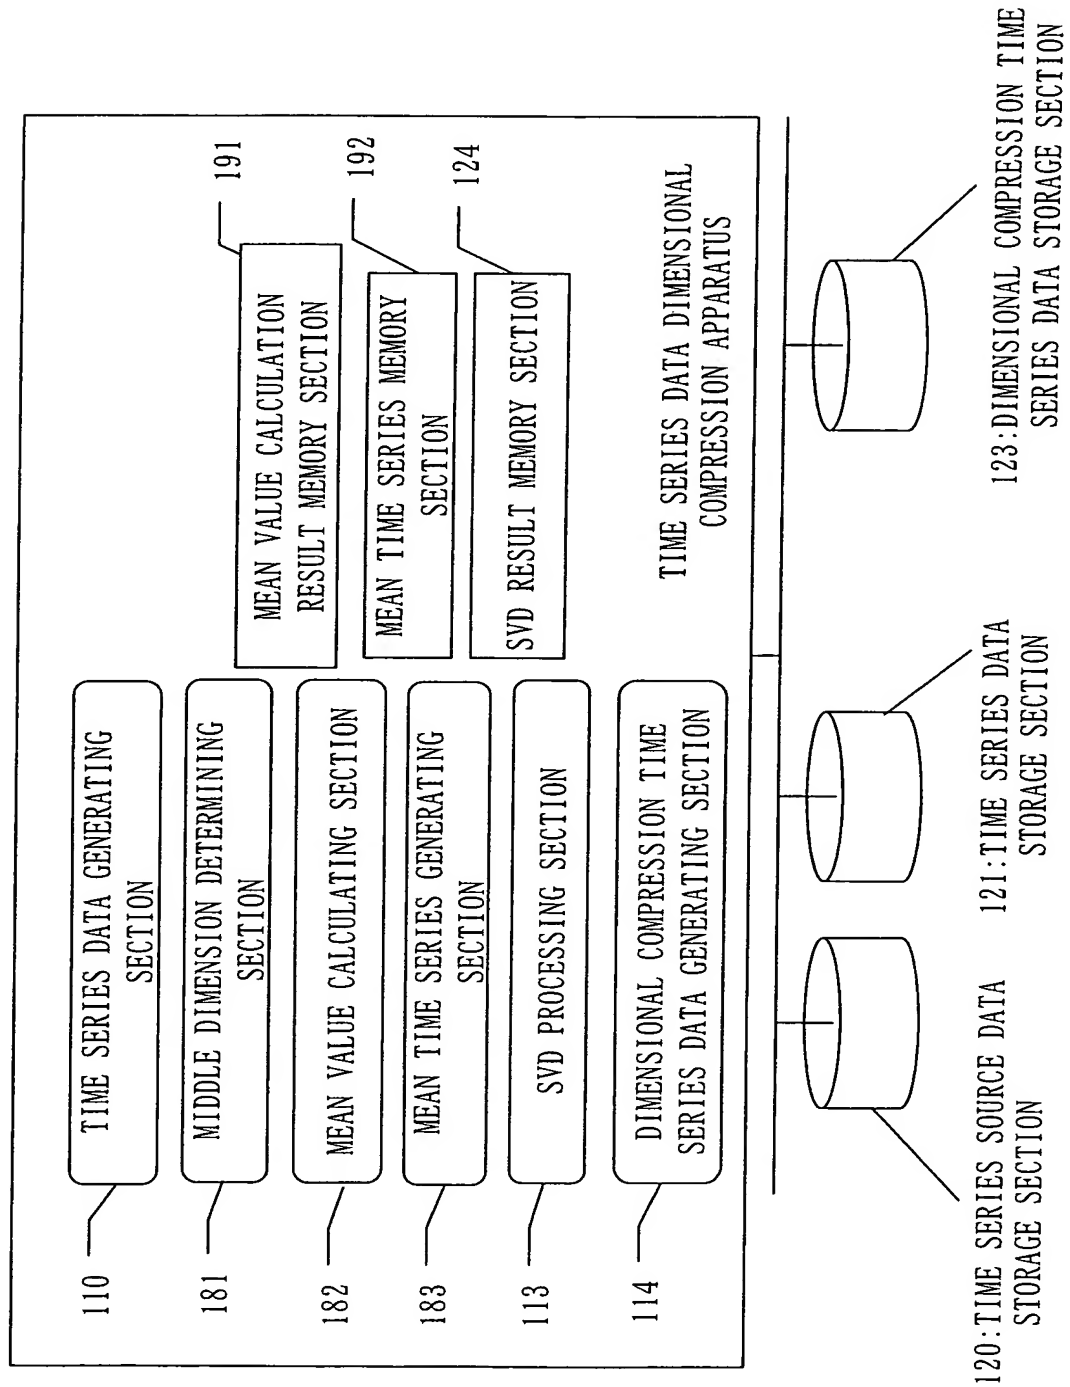 110
TIME SERIES DATA GENERATING
SECTION
181
MIDDLE DIMENSION DETERMINING
SECTION
182
MEAN VALUE CALCULATING SECTION
183
MEAN TIME SERIES GENERATING
SECTION
113
SVD PROCESSING SECTION
114
DIMENSIONAL COMPRESSION TIME
SERIES DATA GENERATING SECTION
MEAN VALUE CALCULATION
RESULT MEMORY SECTION
191
MEAN TIME SERIES MEMORY
SECTION
192
SVD RESULT MEMORY SECTION
124
TIME SERIES DATA DIMENSIONAL
COMPRESSION APPARATUS
120:TIME SERIES SOURCE DATA
STORAGE SECTION
121:TIME SERIES DATA
STORAGE SECTION
123:DIMENSIONAL COMPRESSION TIME
SERIES DATA STORAGE SECTION